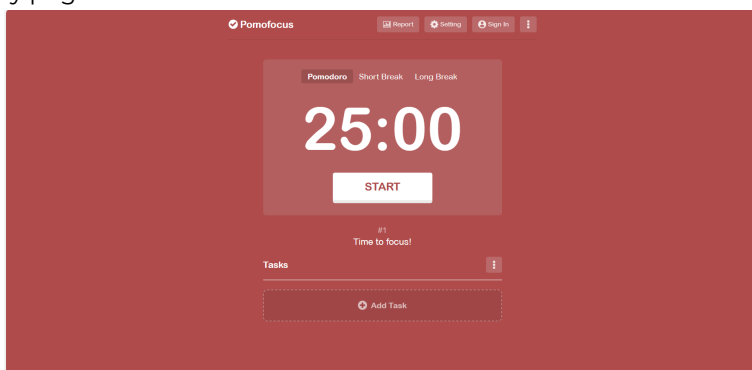 Pomofocus Report Setting Sign In
Pomodoro Short Break Long Break
25:00
START
#1
Time to focus!
Tasks
Add Task